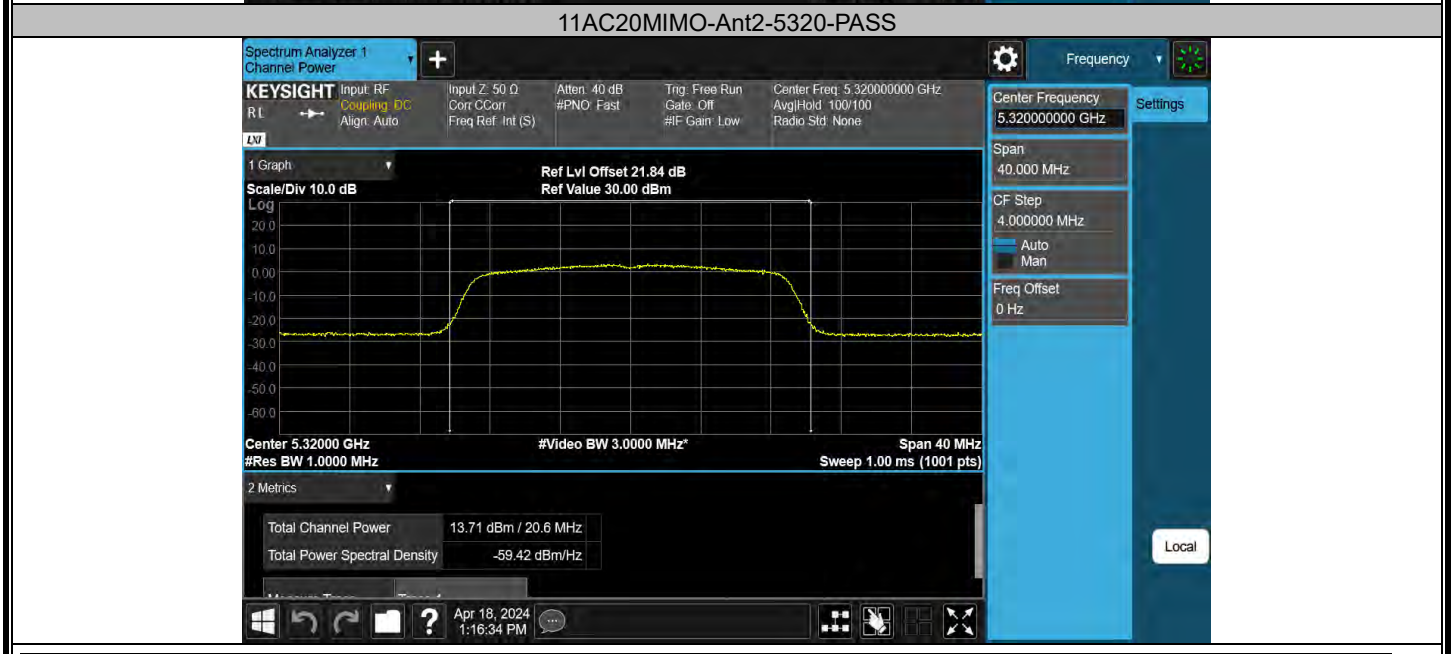 11AC20MIMO-Ant2-5320-PASS
Spectrum Analyzer 1
Channel Power
+
Frequency
KEYSIGHT
RL
LXI
Input: RF
Coupling: DC
Align: Auto
Input Z: 50 Ω
Corr CCorr
Freq Ref: Int (S)
Atten: 40 dB
#PNO: Fast
Trig: Free Run
Gate: Off
#IF Gain: Low
Center Freq: 5.320000000 GHz
Avg|Hold: 100/100
Radio Std: None
Center Frequency
5.320000000 GHz
Settings
Span
40.000 MHz
CF Step
4.000000 MHz
Auto
Man
Freq Offset
0 Hz
1 Graph
Scale/Div 10.0 dB
Ref Lvl Offset 21.84 dB
Ref Value 30.00 dBm
Log
20.0
10.0
0.00
-10.0
-20.0
-30.0
-40.0
-50.0
-60.0
Center 5.32000 GHz
#Video BW 3.0000 MHz*
Span 40 MHz
#Res BW 1.0000 MHz
Sweep 1.00 ms (1001 pts)
2 Metrics
Total Channel Power 13.71 dBm / 20.6 MHz
Total Power Spectral Density -59.42 dBm/Hz
Local
?
Apr 18, 2024
1:16:34 PM